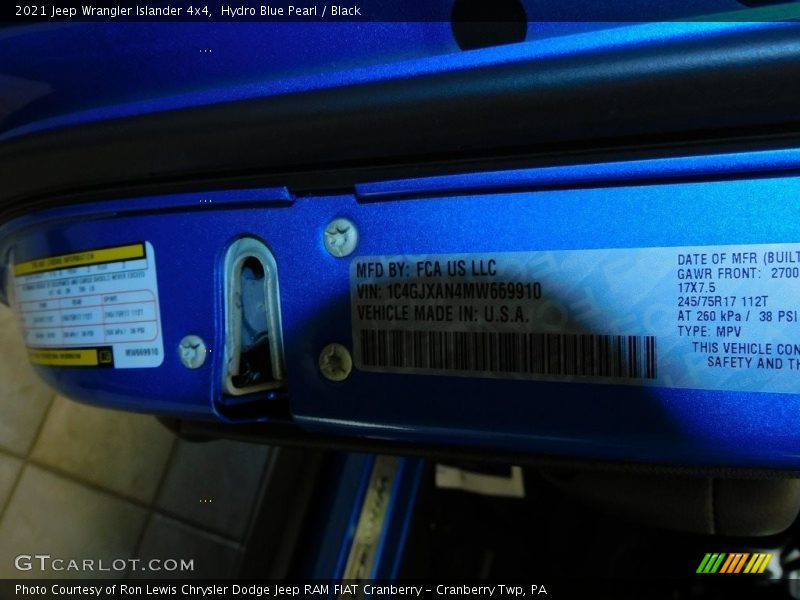 2021 Jeep Wrangler Islander 4x4,  Hydro Blue Pearl / Black
MFD BY: FCA US LLC
VIN: 1C4GJXAN4MW669910
VEHICLE MADE IN: U.S.A.
DATE OF MFR (BUILT
GAWR FRONT: 2700
17X7.5
245/75R17 112T
AT 260 kPa / 38 PSI
TYPE: MPV
THIS VEHICLE CON
SAFETY AND TH
MW669910
GTCARLOT.COM
Photo Courtesy of Ron Lewis Chrysler Dodge Jeep RAM FIAT Cranberry – Cranberry Twp, PA